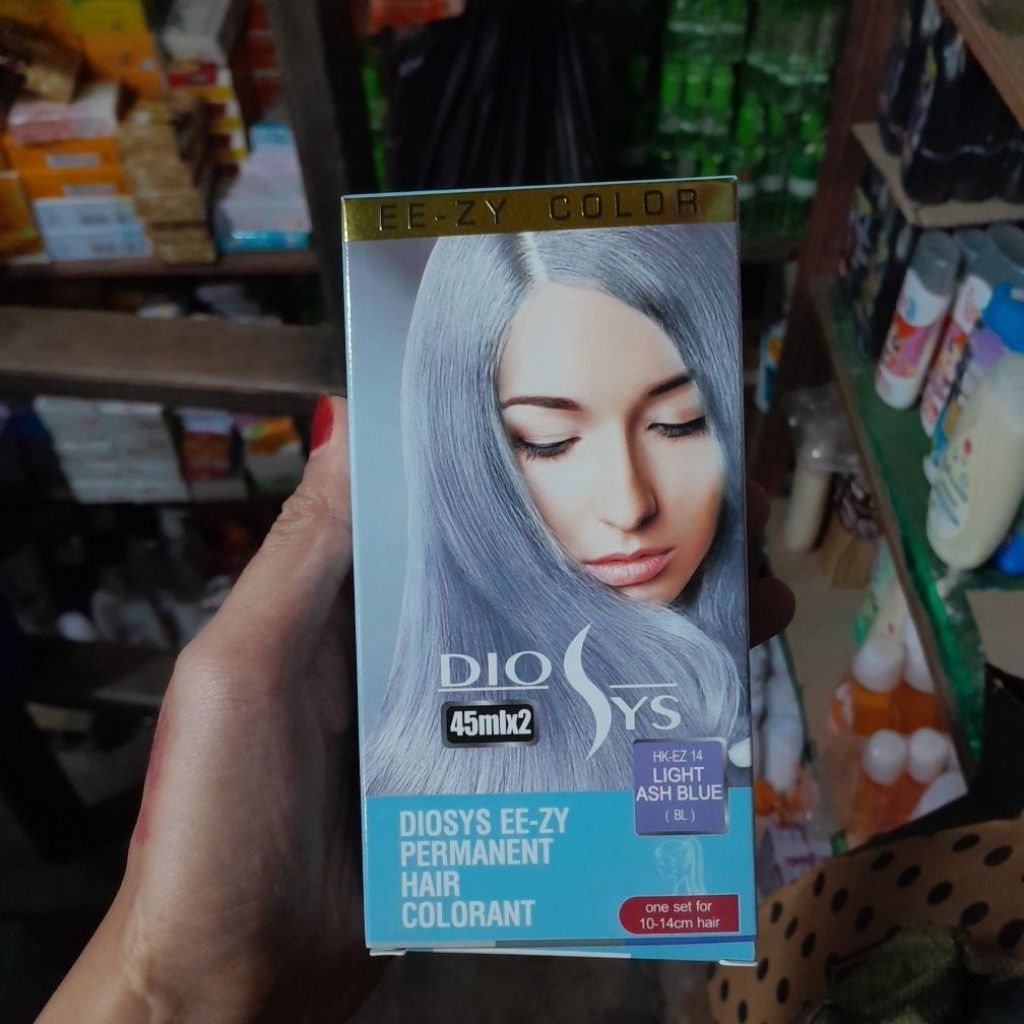 EE-ZY COLOR
DIOSYS
45mlx2
HK-EZ 14
LIGHT
ASH BLUE
( BL )
DIOSYS EE-ZY
PERMANENT
HAIR
COLORANT
one set for
10-14cm hair